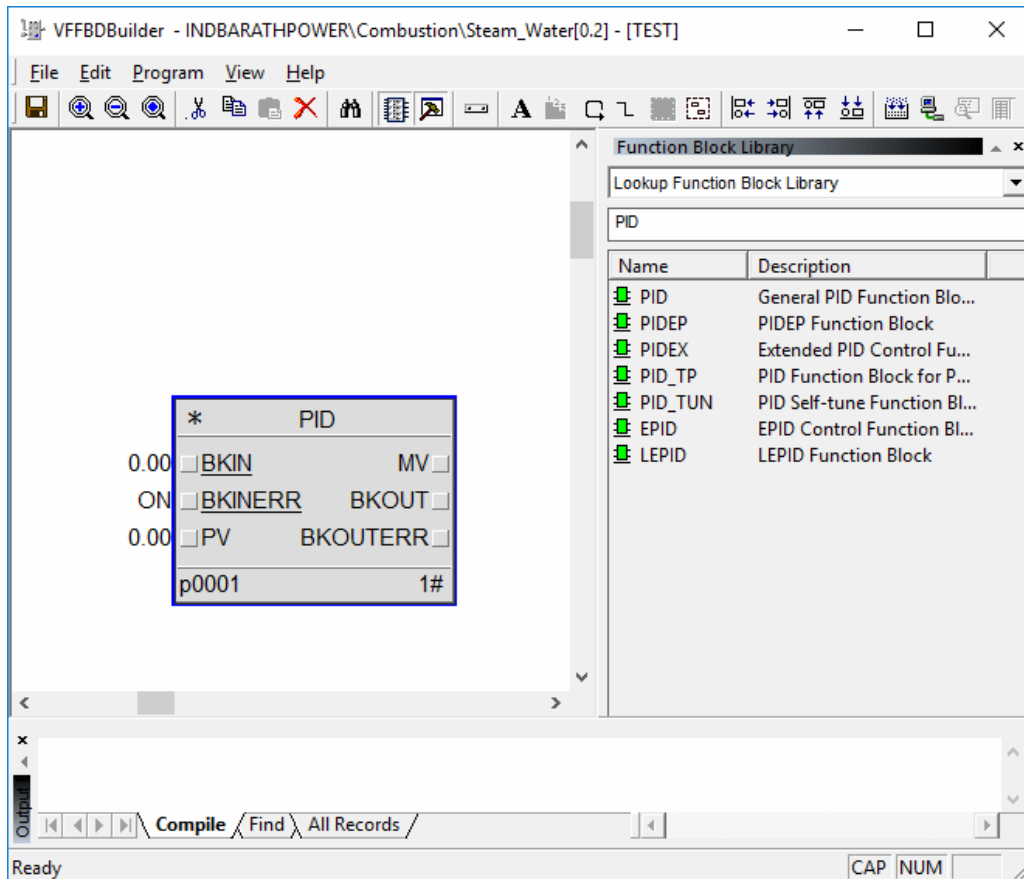 VFFBDBuilder - INDBARATHPOWER\Combustion\Steam_Water[0.2] - [TEST]
File Edit Program View Help
A
Function Block Library
Lookup Function Block Library
PID
Name Description
PID General PID Function Blo...
PIDEP PIDEP Function Block
PIDEX Extended PID Control Fu...
PID_TP PID Function Block for P...
PID_TUN PID Self-tune Function Bl...
EPID EPID Control Function Bl...
LEPID LEPID Function Block
* PID
0.00 BKIN MV
ON BKINERR BKOUT
0.00 PV BKOUTERR
p0001 1#
Output
Compile Find All Records
Ready CAP NUM